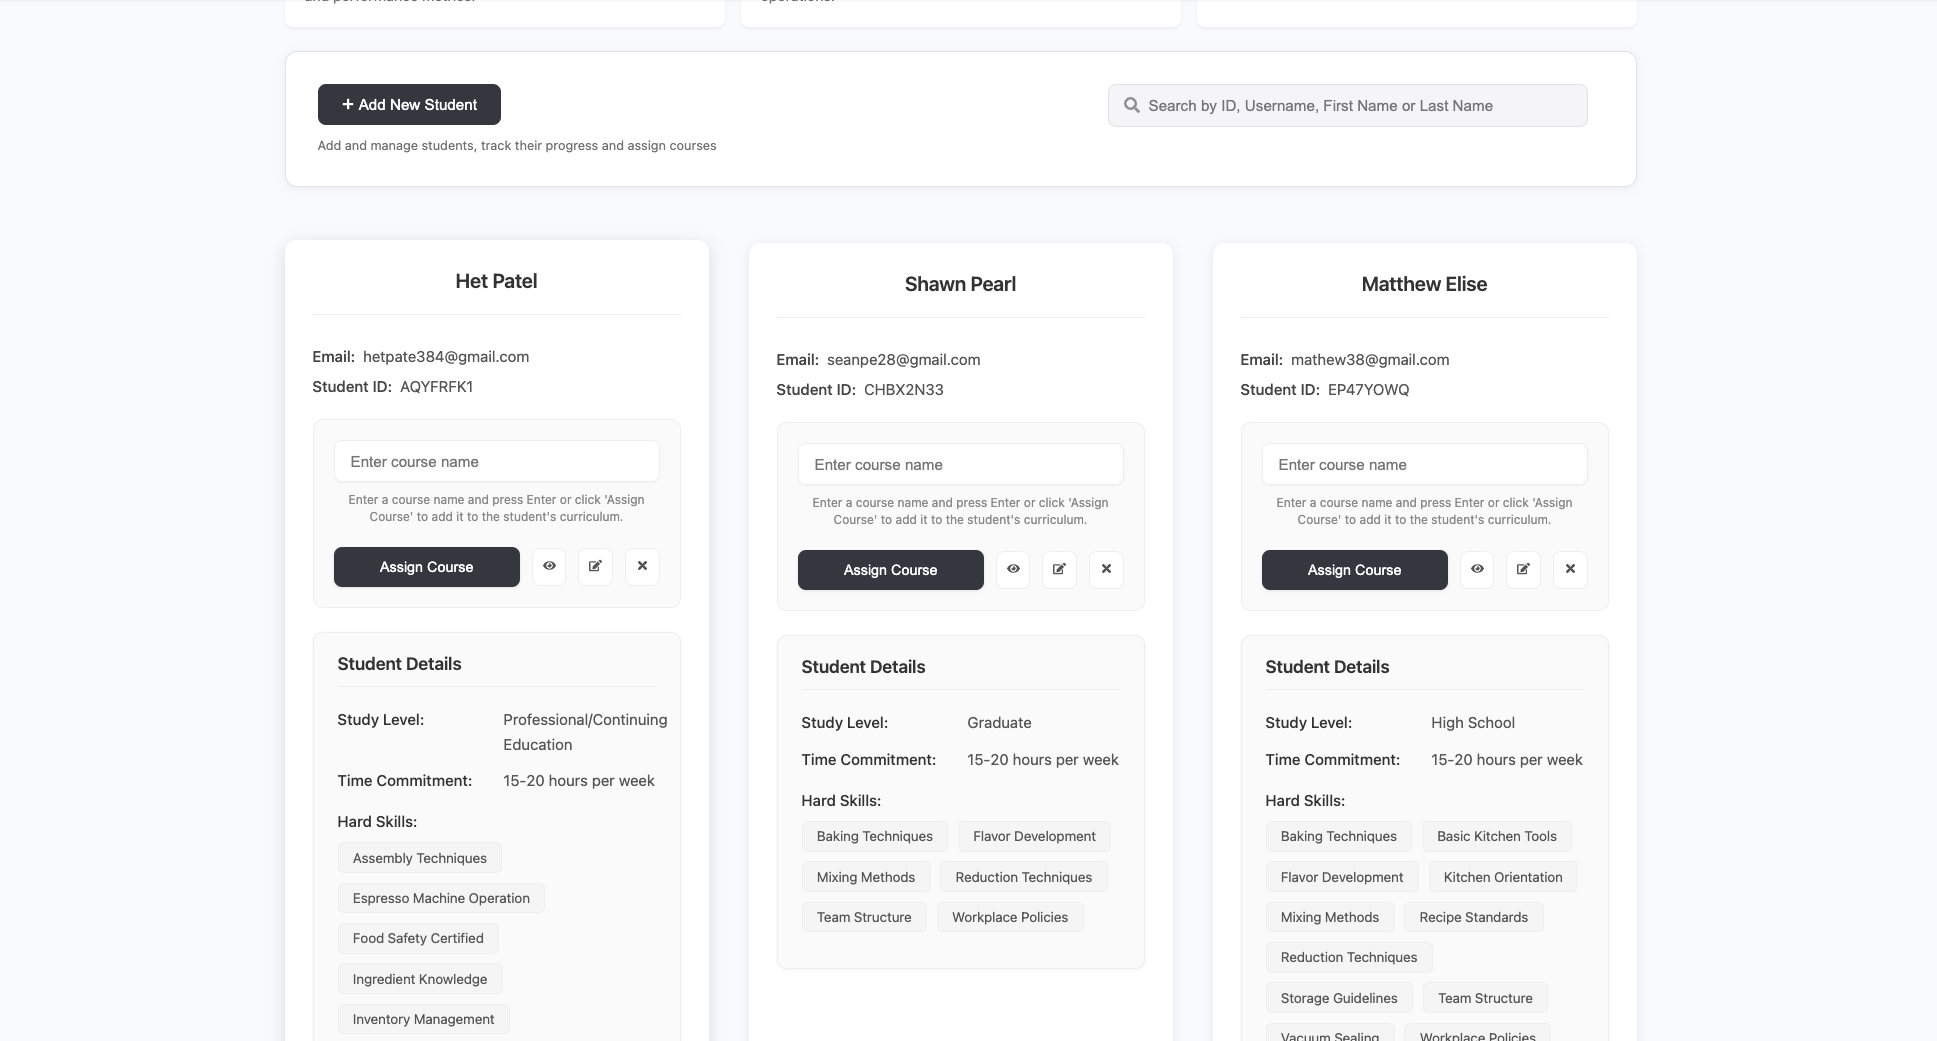 and performance metrics.
operations.
+ Add New Student
Search by ID, Username, First Name or Last Name
Add and manage students, track their progress and assign courses
Het Patel
Email: hetpate384@gmail.com
Student ID: AQYFRFK1
Enter course name
Enter a course name and press Enter or click 'Assign
Course' to add it to the student's curriculum.
Assign Course
Student Details
Study Level: Professional/Continuing
Education
Time Commitment: 15-20 hours per week
Hard Skills:
Assembly Techniques
Espresso Machine Operation
Food Safety Certified
Ingredient Knowledge
Inventory Management
Shawn Pearl
Email: seanpe28@gmail.com
Student ID: CHBX2N33
Enter course name
Enter a course name and press Enter or click 'Assign
Course' to add it to the student's curriculum.
Assign Course
Student Details
Study Level: Graduate
Time Commitment: 15-20 hours per week
Hard Skills:
Baking Techniques Flavor Development
Mixing Methods Reduction Techniques
Team Structure Workplace Policies
Matthew Elise
Email: mathew38@gmail.com
Student ID: EP47YOWQ
Enter course name
Enter a course name and press Enter or click 'Assign
Course' to add it to the student's curriculum.
Assign Course
Student Details
Study Level: High School
Time Commitment: 15-20 hours per week
Hard Skills:
Baking Techniques Basic Kitchen Tools
Flavor Development Kitchen Orientation
Mixing Methods Recipe Standards
Reduction Techniques
Storage Guidelines Team Structure
Vacuum Sealing Workplace Policies